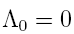 Λ₀ = 0